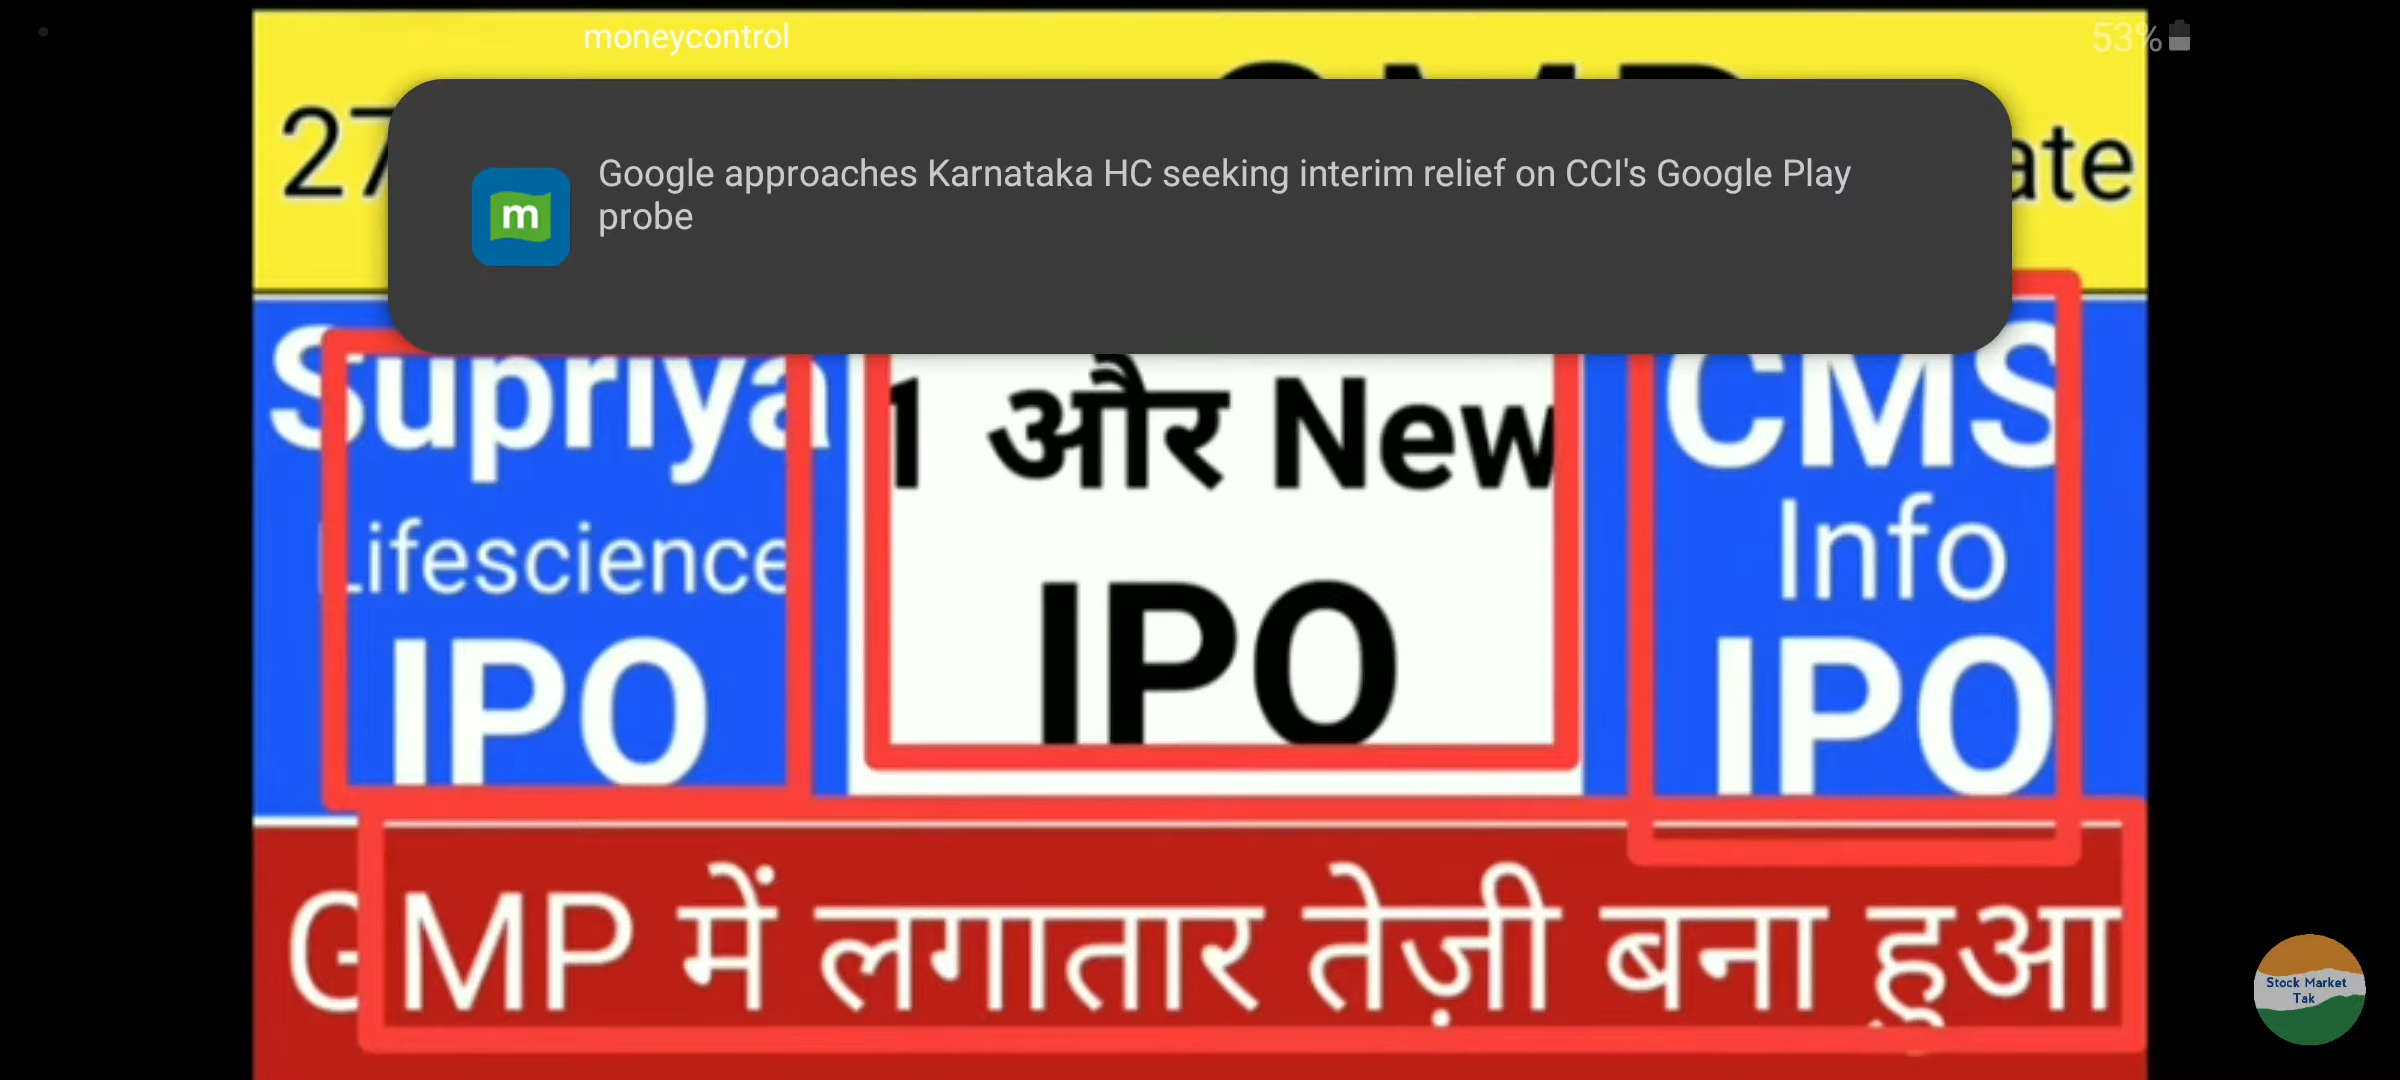 moneycontrol
53%
27
Google approaches Karnataka HC seeking interim relief on CCI's Google Play
probe
m
Supriya
Lifescience
IPO
1 और New
IPO
CMS
Info
IPO
GMP में लगातार तेज़ी बना हुआ
Stock Market
Tak